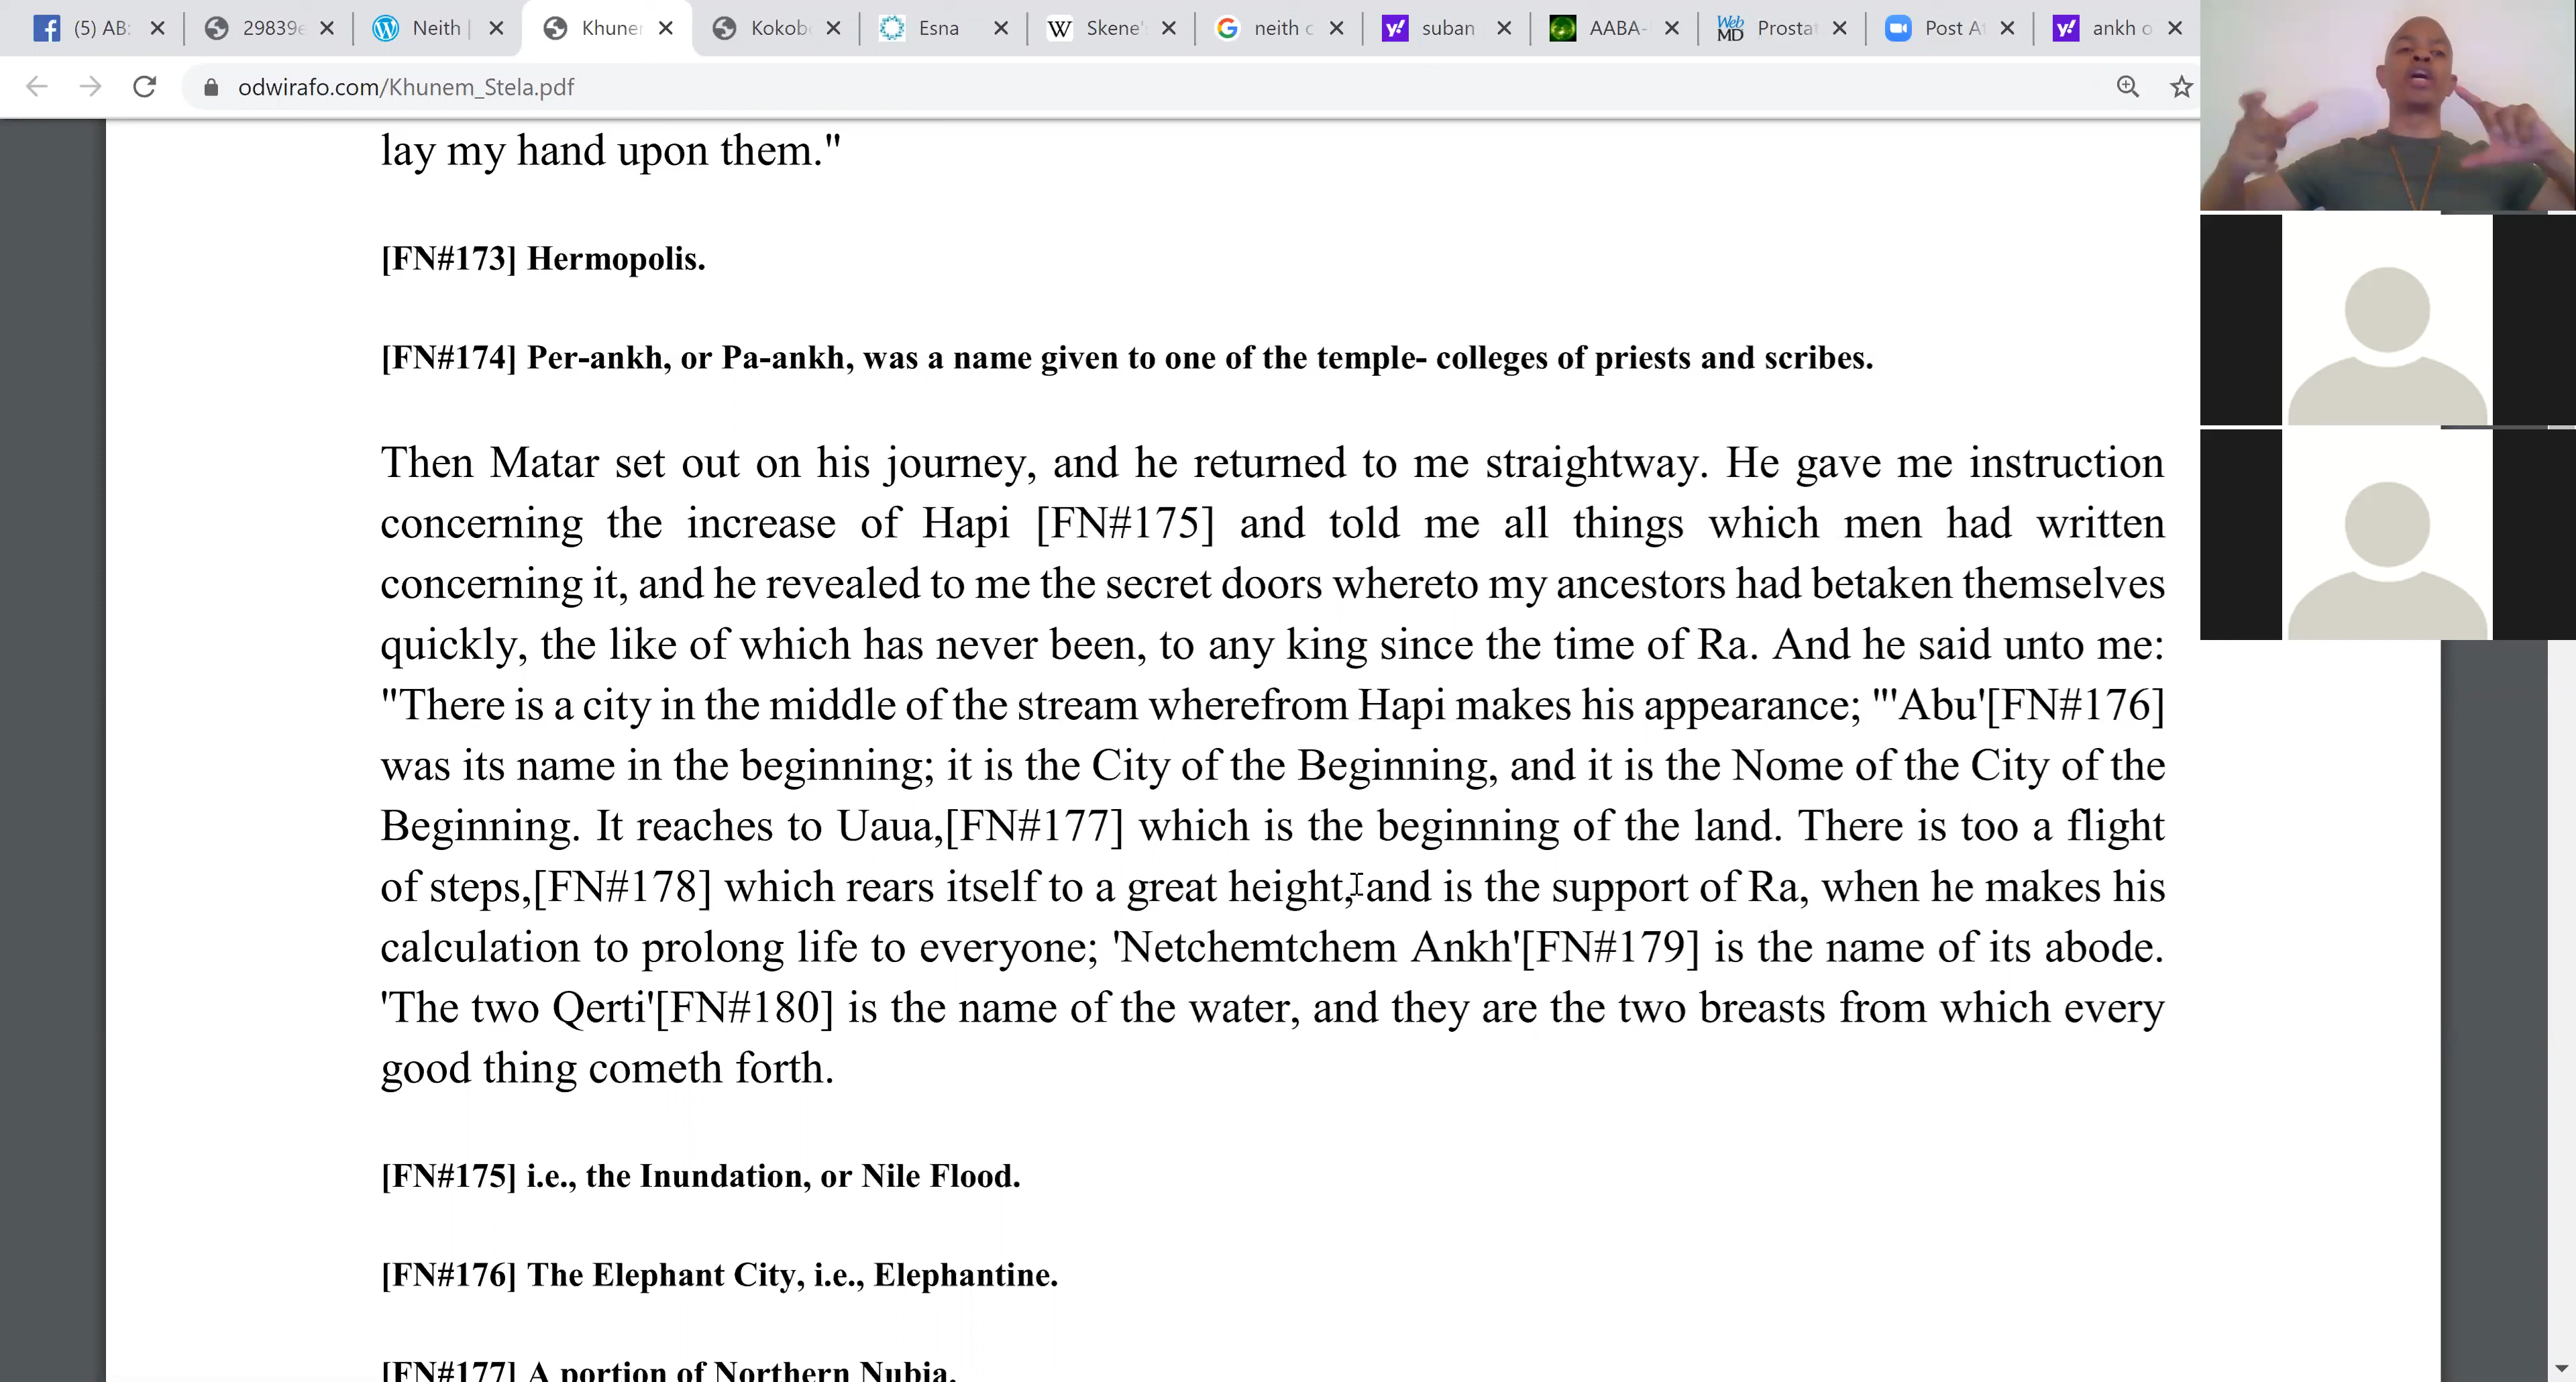 (5) AB:
29839e
Neith |
Khuner
Kokob
Esna
W
Skene'
G
neith c
y!
suban
AABA-
Web
MD
Prosta
Post A
y!
ankh o
odwirafo.com/Khunem_Stela.pdf
lay my hand upon them."
[FN#173] Hermopolis.
[FN#174] Per-ankh, or Pa-ankh, was a name given to one of the temple- colleges of priests and scribes.
Then Matar set out on his journey, and he returned to me straightway. He gave me instruction
concerning the increase of Hapi [FN#175] and told me all things which men had written
concerning it, and he revealed to me the secret doors whereto my ancestors had betaken themselves
quickly, the like of which has never been, to any king since the time of Ra. And he said unto me:
"There is a city in the middle of the stream wherefrom Hapi makes his appearance; "'Abu'[FN#176]
was its name in the beginning; it is the City of the Beginning, and it is the Nome of the City of the
Beginning. It reaches to Uaua,[FN#177] which is the beginning of the land. There is too a flight
of steps,[FN#178] which rears itself to a great height, and is the support of Ra, when he makes his
calculation to prolong life to everyone; 'Netchemtchem Ankh'[FN#179] is the name of its abode.
'The two Qerti'[FN#180] is the name of the water, and they are the two breasts from which every
good thing cometh forth.
[FN#175] i.e., the Inundation, or Nile Flood.
[FN#176] The Elephant City, i.e., Elephantine.
[FN#177] A portion of Northern Nubia.